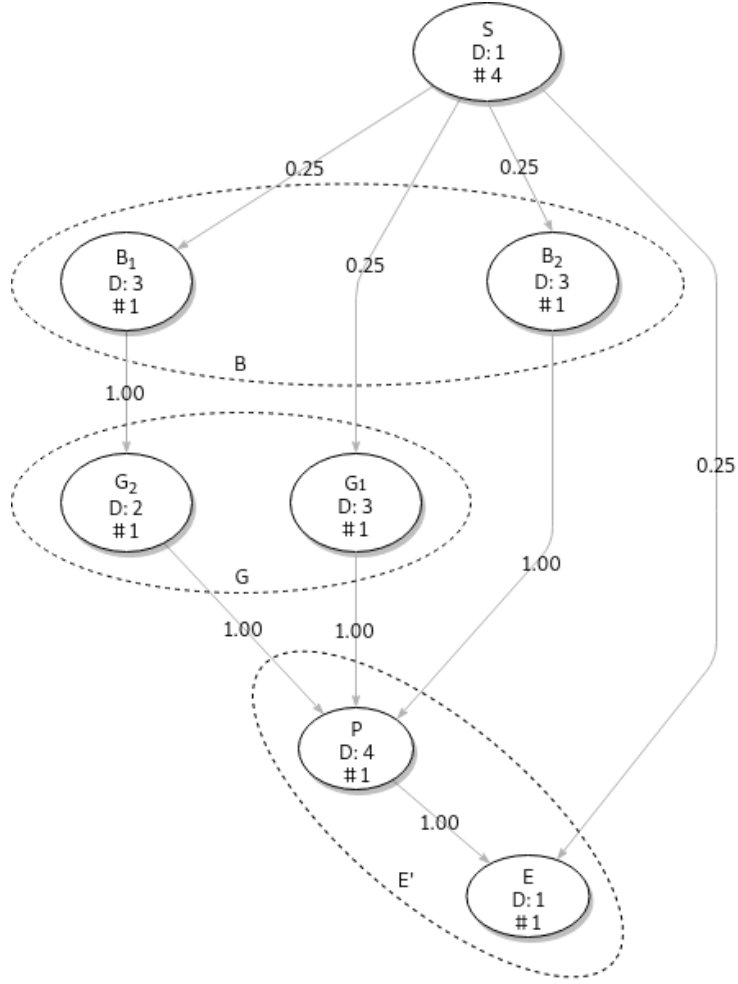 S
D: 1
# 4
0.25
0.25
0.25
0.25
B₁
D: 3
# 1
B₂
D: 3
# 1
B
1.00
G₂
D: 2
# 1
G₁
D: 3
# 1
G
1.00
1.00
1.00
P
D: 4
# 1
1.00
E'
E
D: 1
# 1